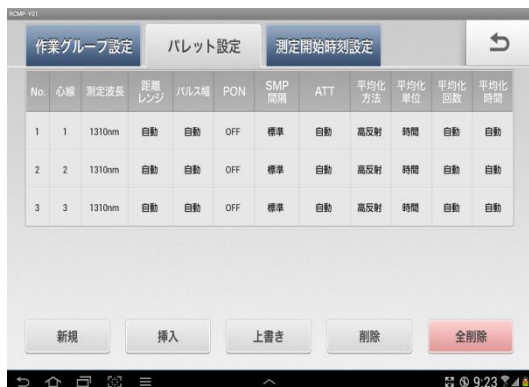 RCMP-Y01
作業グループ設定 パレット設定 測定開始時刻設定
No. 心線 測定波長 距離レンジ パルス幅 PON SMP間隔 ATT 平均化方法 平均化単位 平均化回数 平均化時間
1 1 1310nm 自動 自動 OFF 標準 自動 高反射 時間 自動 自動
2 2 1310nm 自動 自動 OFF 標準 自動 高反射 時間 自動 自動
3 3 1310nm 自動 自動 OFF 標準 自動 高反射 時間 自動 自動
新規 挿入 上書き 削除 全削除
9:23